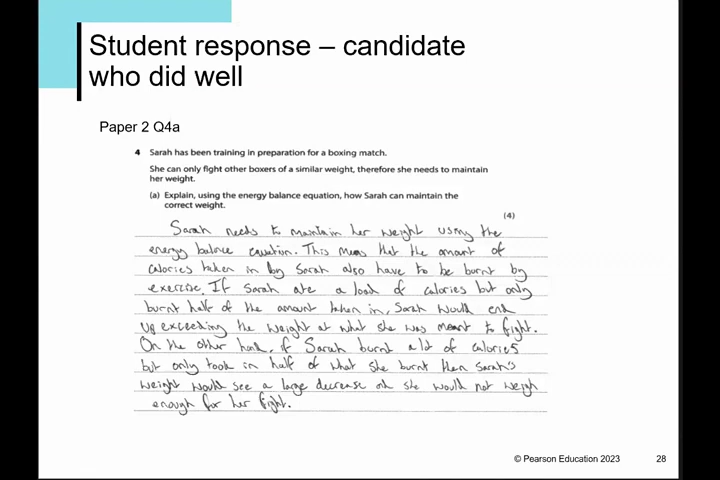 Student response – candidate
who did well
Paper 2 Q4a
4 Sarah has been training in preparation for a boxing match.
She can only fight other boxers of a similar weight, therefore she needs to maintain
her weight.
(a) Explain, using the energy balance equation, how Sarah can maintain the
correct weight.
(4)
Sarah needs to maintain her weight using the
energy balance equation. This means that the amount of
calories taken in by Sarah also have to be burnt by
exercise. If Sarah ate a load of calories but only
burnt half of the amount taken in, Sarah would end
up exceeding the weight at what she was meant to fight.
On the other hand, if Sarah burnt a lot of calories
but only took in half of what she burnt then Sarah's
weight would see a large decrease and she would not weigh
enough for her fight.
© Pearson Education 2023
28